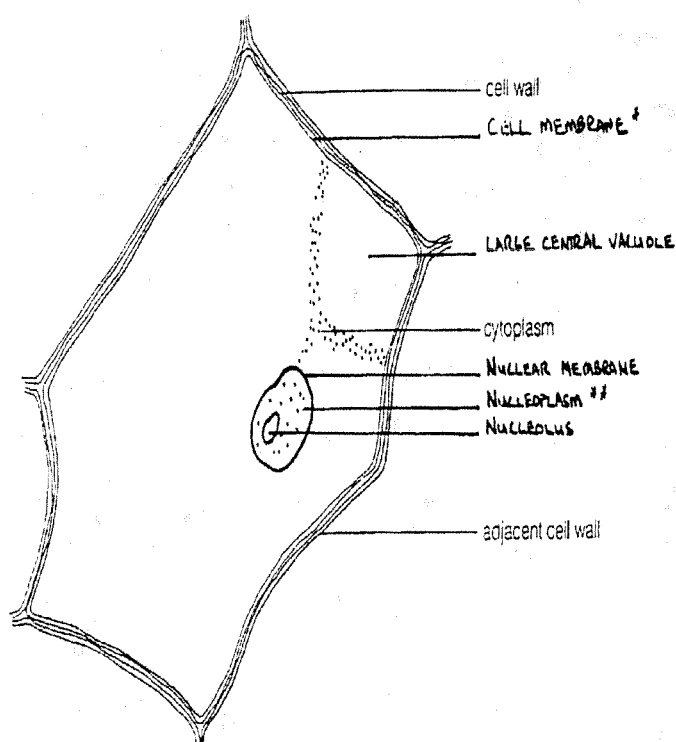 cell wall
CELL MEMBRANE *
LARGE CENTRAL VACUOLE
cytoplasm
NUCLEAR MEMBRANE
NUCLEOPLASM **
NUCLEOLUS
adjacent cell wall